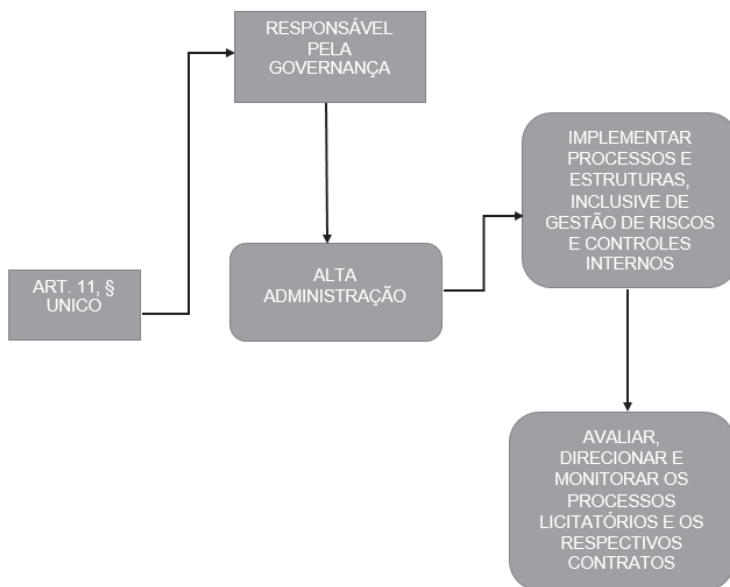 RESPONSÁVEL
PELA
GOVERNANÇA
IMPLEMENTAR
PROCESSOS E
ESTRUTURAS,
INCLUSIVE DE
GESTÃO DE RISCOS
E CONTROLES
INTERNOS
ALTA
ADMINISTRAÇÃO
ART. 11, §
UNICO
AVALIAR,
DIRECIONAR E
MONITORAR OS
PROCESSOS
LICITATÓRIOS E OS
RESPECTIVOS
CONTRATOS